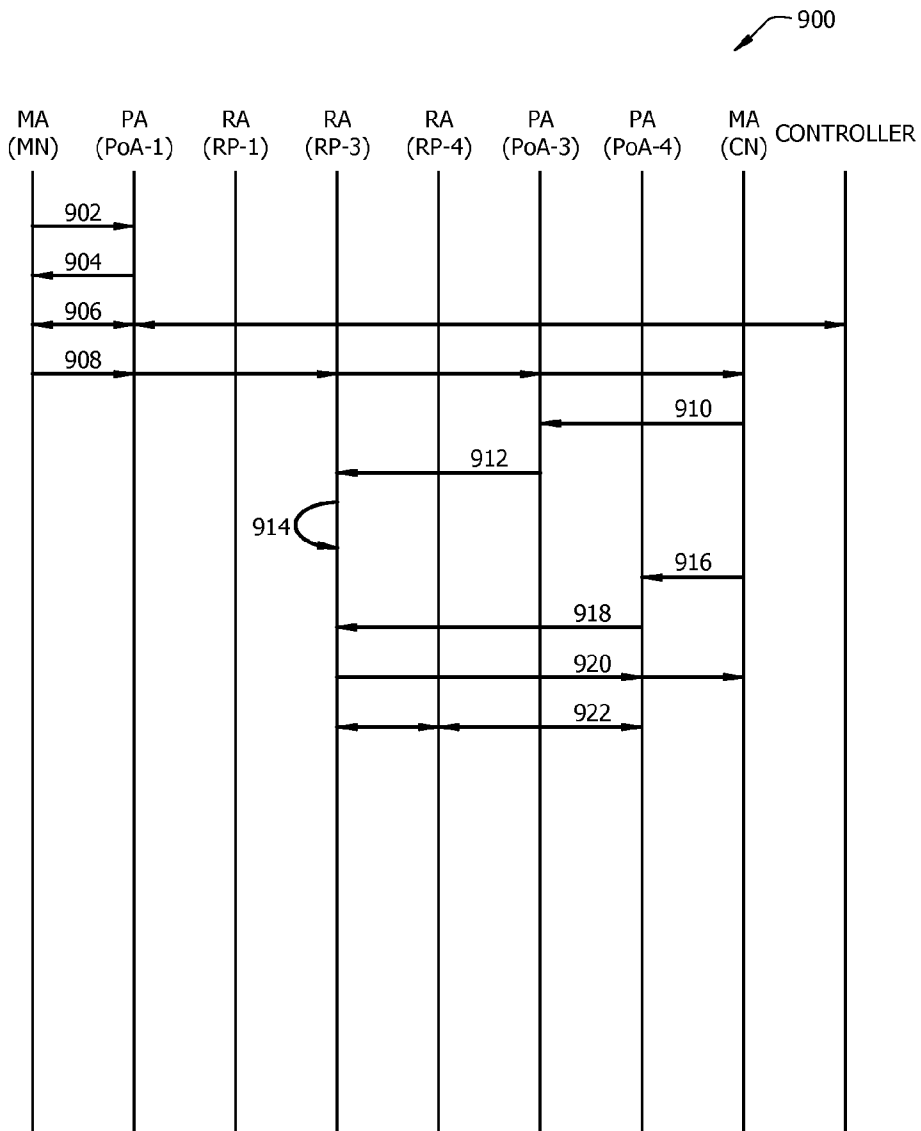 900
MA
(MN)
PA
(PoA-1)
RA
(RP-1)
RA
(RP-3)
RA
(RP-4)
PA
(PoA-3)
PA
(PoA-4)
MA
(CN)
CONTROLLER
902
904
906
908
910
912
914
916
918
920
922